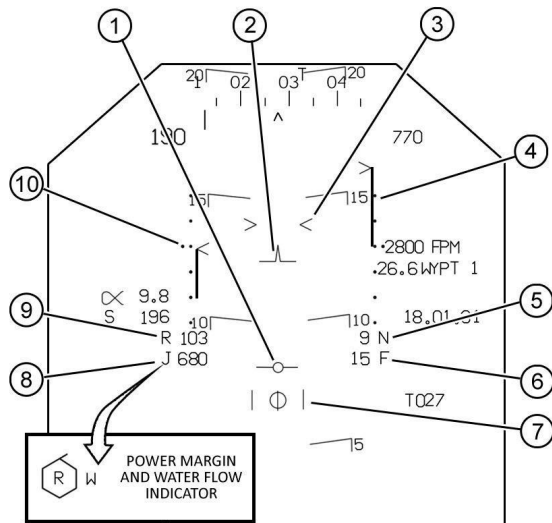 1 2 3
20 T 20
1 02 03 04
190 770
4
10 15 15
2800 FPM
26.6 WYPT 1
∝ 9.8
S 196 10 10 18.01.31
9 R 103 9 N 5
8 J 680 15 F 6
T027
7
5
R W POWER MARGIN
AND WATER FLOW
INDICATOR